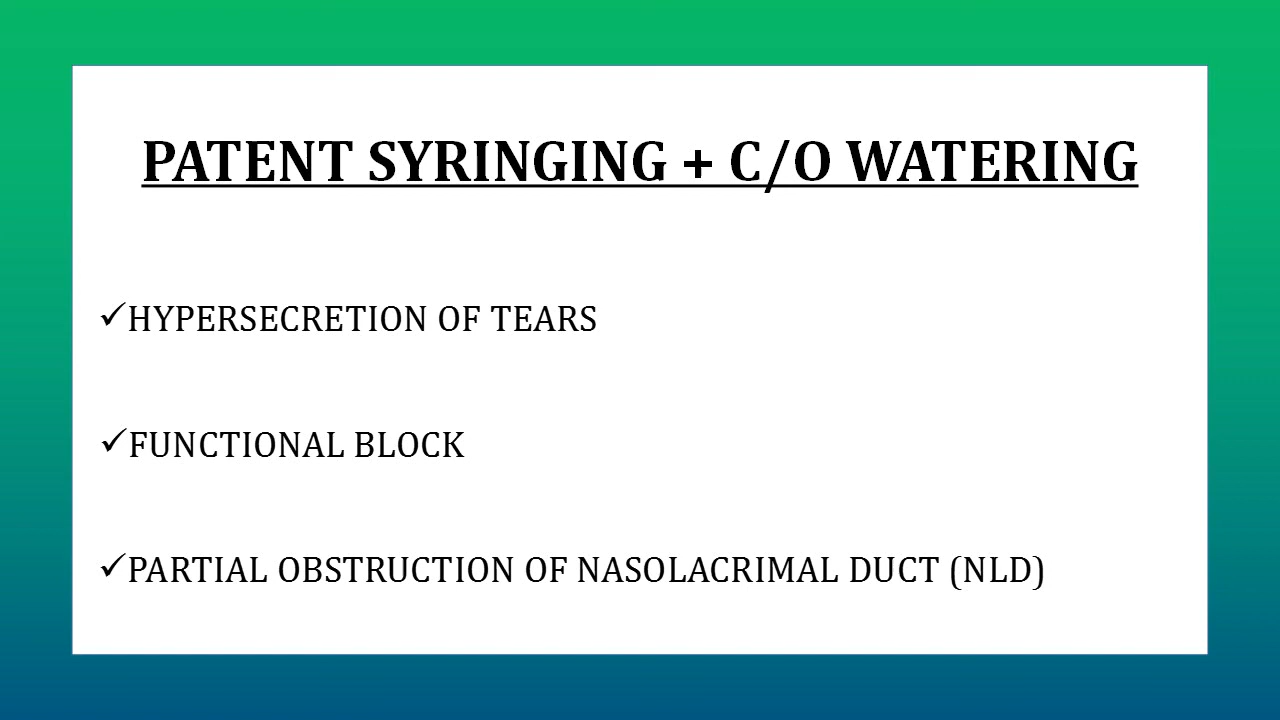 PATENT SYRINGING + C/O WATERING
✓HYPERSECRETION OF TEARS
✓FUNCTIONAL BLOCK
✓PARTIAL OBSTRUCTION OF NASOLACRIMAL DUCT (NLD)